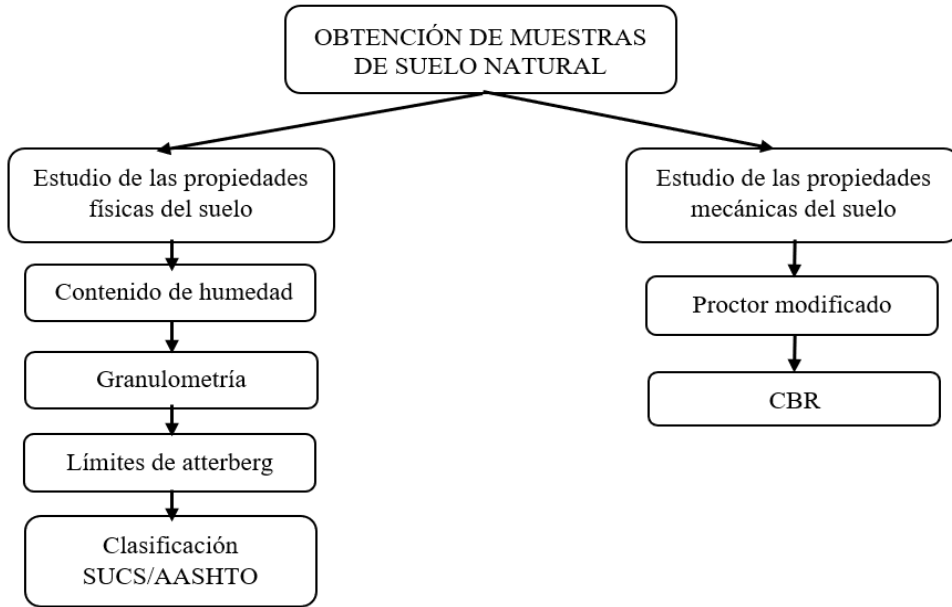 OBTENCIÓN DE MUESTRAS
DE SUELO NATURAL
Estudio de las propiedades
físicas del suelo
Contenido de humedad
Granulometría
Límites de atterberg
Clasificación
SUCS/AASHTO
Estudio de las propiedades
mecánicas del suelo
Proctor modificado
CBR